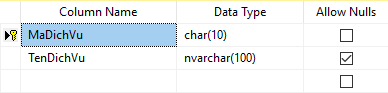 Column Name Data Type Allow Nulls
MaDichVu char(10)
TenDichVu nvarchar(100)